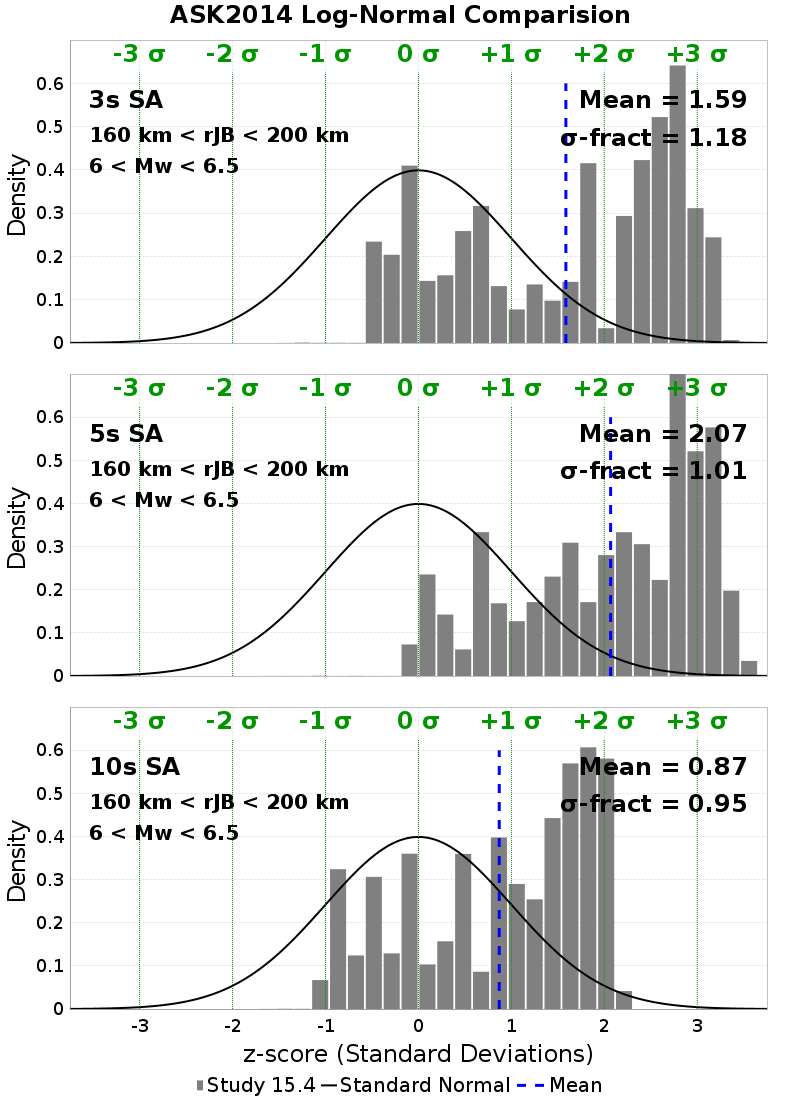 ASK2014 Log-Normal Comparision
-3 σ -2 σ -1 σ 0 σ +1 σ +2 σ +3 σ
3s SA
Mean = 1.59
160 km < rJB < 200 km
σ-fract = 1.18
6 < Mw < 6.5
Density
0.6
0.5
0.4
0.3
0.2
0.1
0
-3 σ -2 σ -1 σ 0 σ +1 σ +2 σ +3 σ
5s SA
Mean = 2.07
160 km < rJB < 200 km
σ-fract = 1.01
6 < Mw < 6.5
Density
0.6
0.5
0.4
0.3
0.2
0.1
0
-3 σ -2 σ -1 σ 0 σ +1 σ +2 σ +3 σ
10s SA
Mean = 0.87
160 km < rJB < 200 km
σ-fract = 0.95
6 < Mw < 6.5
Density
0.6
0.5
0.4
0.3
0.2
0.1
0
-3 -2 -1 0 1 2 3
z-score (Standard Deviations)
Study 15.4 Standard Normal Mean